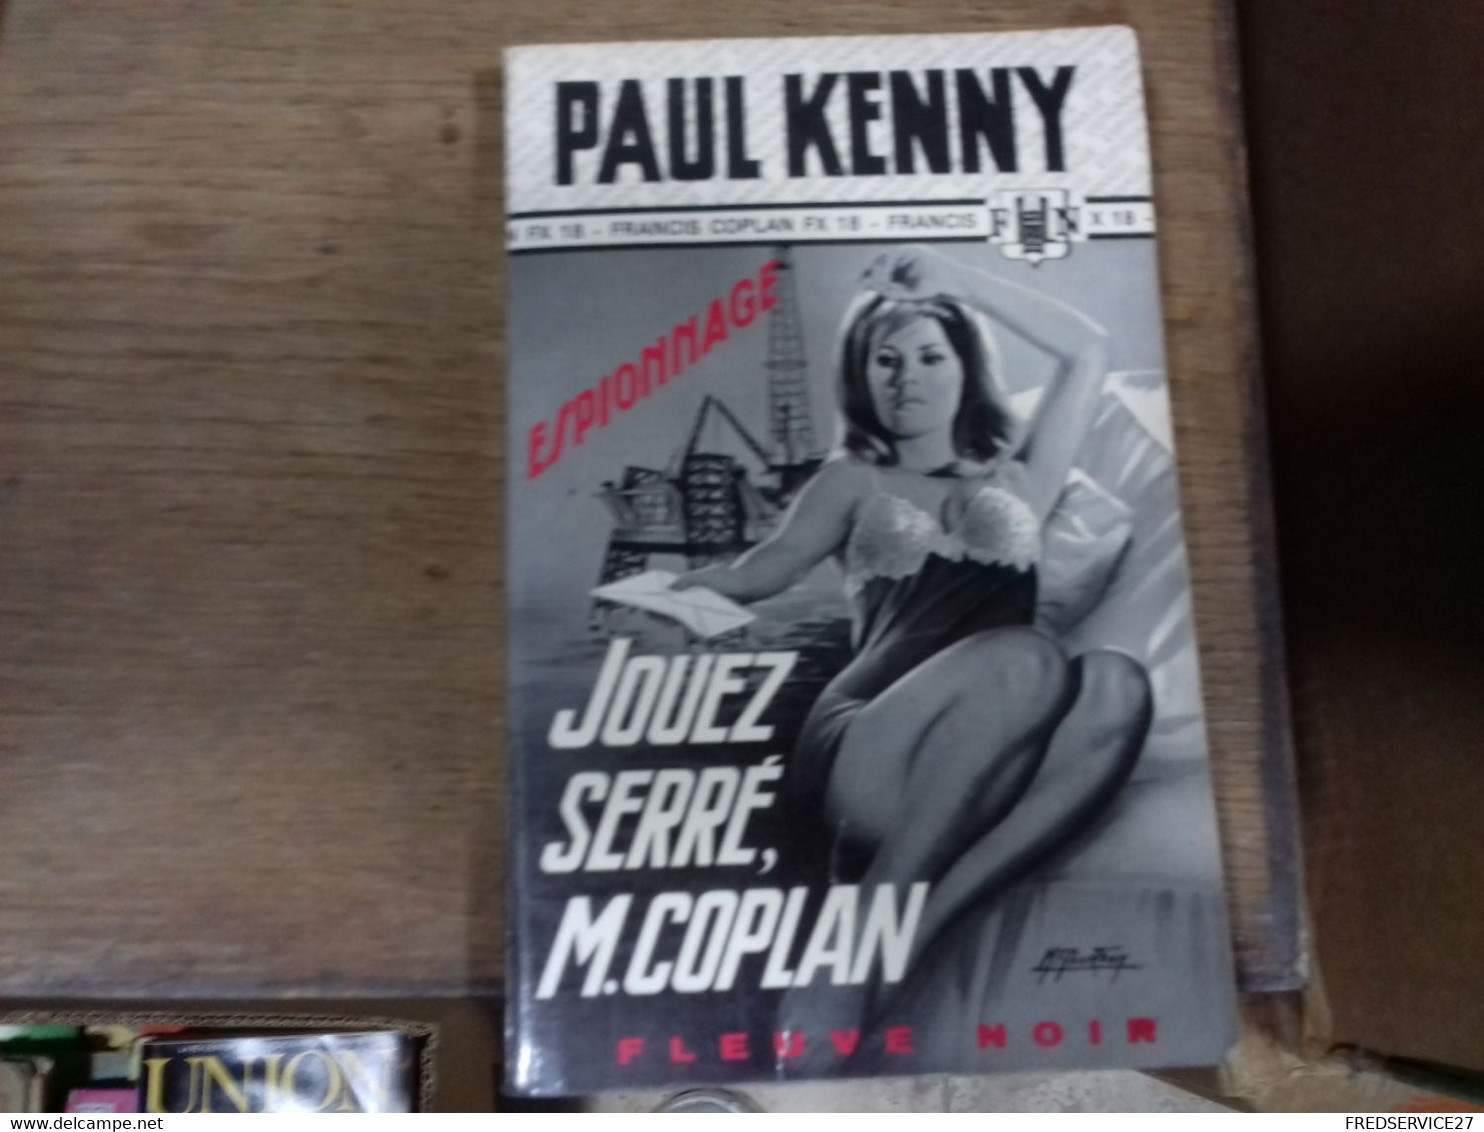 PAUL KENNY
FX 18 - FRANCIS COPLAN FX 18 - FRANCIS
F N
X 18 -
ESPIONNAGE
JOUEZ
SERRÉ,
M.COPLAN
FLEUVE NOIR
UNION
delcampe.net
FREDSERVICE27